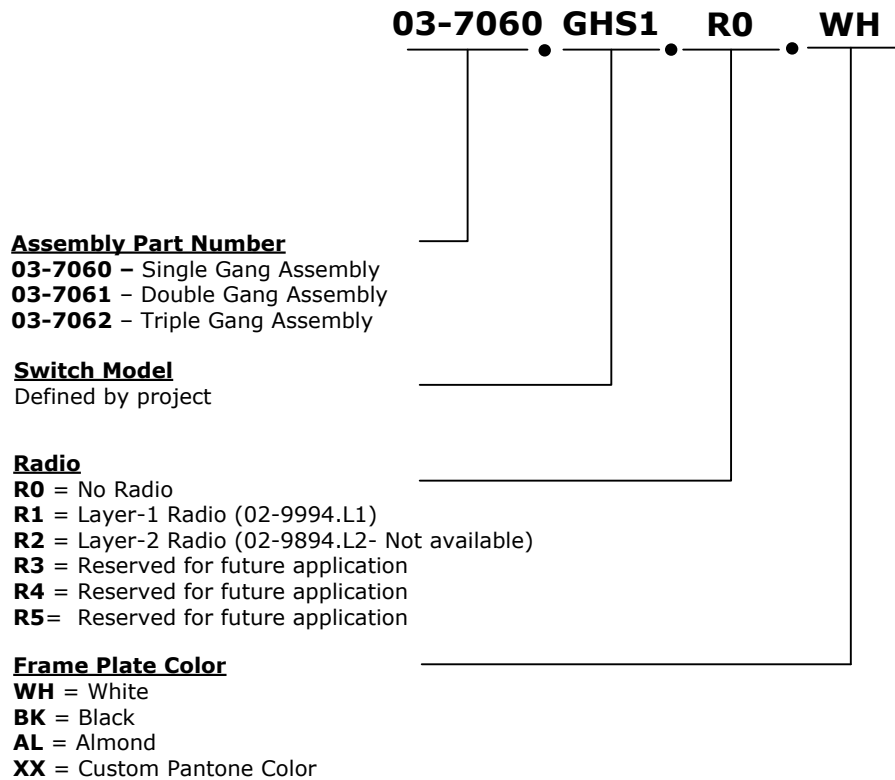 03-7060 GHS1 R0 WH
Assembly Part Number
03-7060 – Single Gang Assembly
03-7061 – Double Gang Assembly
03-7062 – Triple Gang Assembly
Switch Model
Defined by project
Radio
R0 = No Radio
R1 = Layer-1 Radio (02-9994.L1)
R2 = Layer-2 Radio (02-9894.L2- Not available)
R3 = Reserved for future application
R4 = Reserved for future application
R5= Reserved for future application
Frame Plate Color
WH = White
BK = Black
AL = Almond
XX = Custom Pantone Color